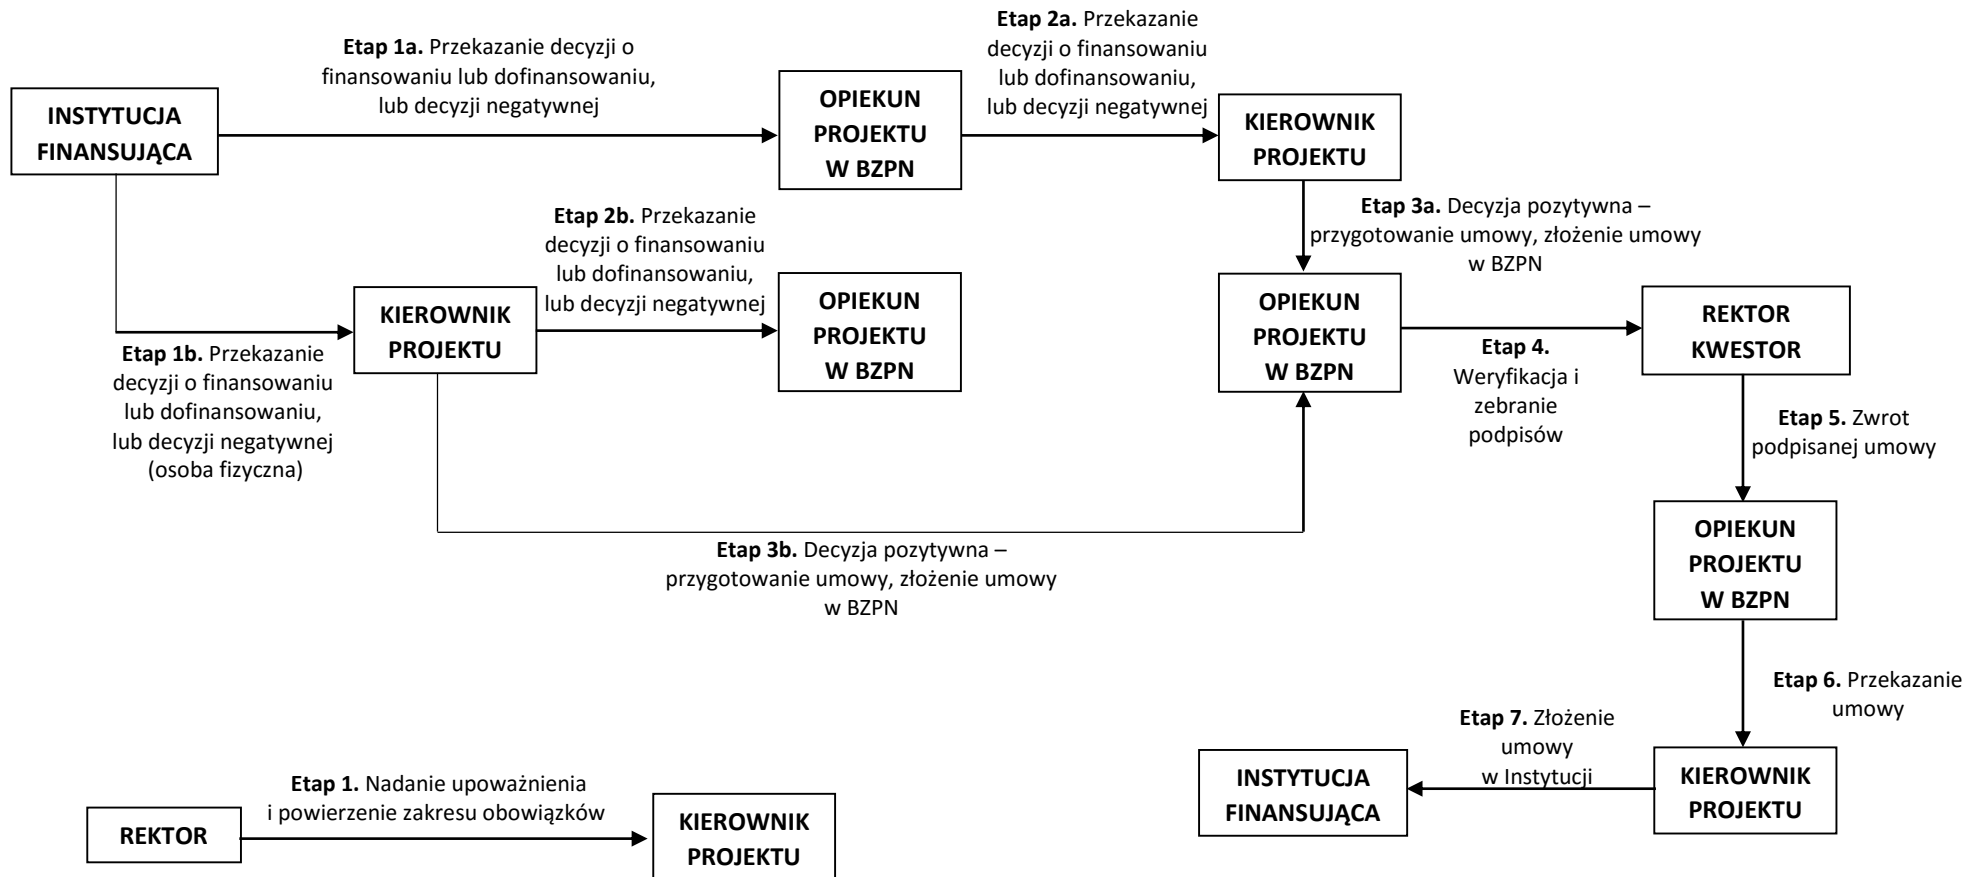 Etap 1a. Przekazanie decyzji o
finansowaniu lub dofinansowaniu,
lub decyzji negatywnej
Etap 2a. Przekazanie
decyzji o finansowaniu
lub dofinansowaniu,
lub decyzji negatywnej
INSTYTUCJA
FINANSUJĄCA
OPIEKUN
PROJEKTU
W BZPN
KIEROWNIK
PROJEKTU
Etap 2b. Przekazanie
decyzji o finansowaniu
lub dofinansowaniu,
lub decyzji negatywnej
Etap 3a. Decyzja pozytywna –
przygotowanie umowy, złożenie umowy
w BZPN
KIEROWNIK
PROJEKTU
OPIEKUN
PROJEKTU
W BZPN
OPIEKUN
PROJEKTU
W BZPN
REKTOR
KWESTOR
Etap 1b. Przekazanie
decyzji o finansowaniu
lub dofinansowaniu,
lub decyzji negatywnej
(osoba fizyczna)
Etap 4.
Weryfikacja i
zebranie
podpisów
Etap 5. Zwrot
podpisanej umowy
Etap 3b. Decyzja pozytywna –
przygotowanie umowy, złożenie umowy
w BZPN
OPIEKUN
PROJEKTU
W BZPN
Etap 6. Przekazanie
umowy
Etap 7. Złożenie
umowy
w Instytucji
INSTYTUCJA
FINANSUJĄCA
KIEROWNIK
PROJEKTU
Etap 1. Nadanie upoważnienia
i powierzenie zakresu obowiązków
REKTOR
KIEROWNIK
PROJEKTU